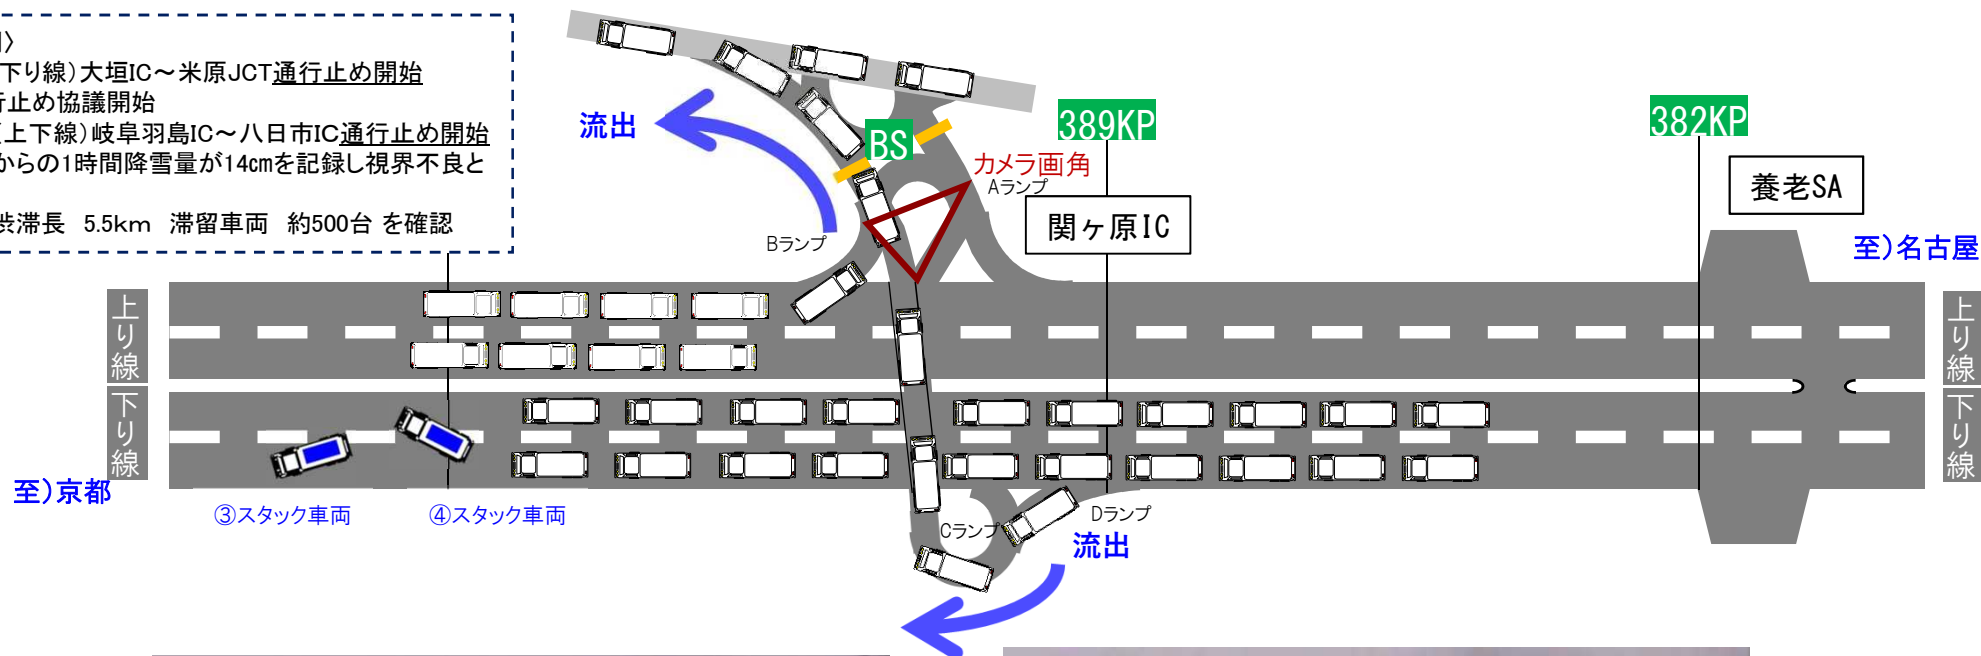 〉
下り線）大垣IC～米原JCT通行止め開始
行止め協議開始
（上下線）岐阜羽島IC～八日市IC通行止め開始
からの1時間降雪量が14㎝を記録し視界不良と
渋滞長　5.5km　滞留車両　約500台 を確認
流出
BS
389KP
382KP
カメラ画角
Aランプ
養老SA
関ヶ原IC
Bランプ
至）名古屋
上り線
上り線
下り線
下り線
至）京都
③スタック車両
④スタック車両
Cランプ
Dランプ
流出